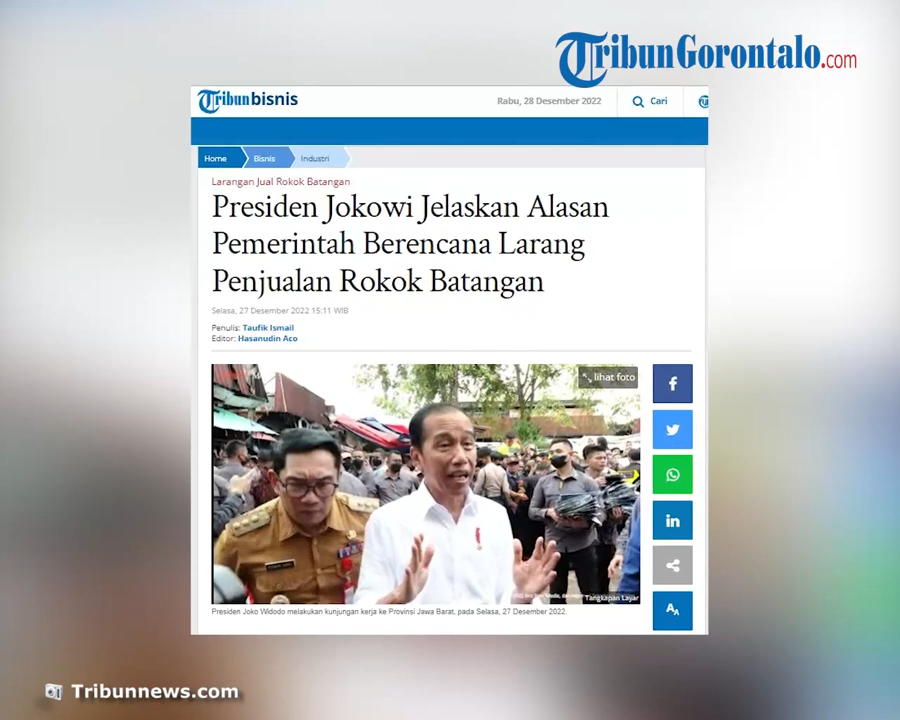 TribunGorontalo.com
Tribun bisnis
Rabu, 28 Desember 2022
Cari
Home
Bisnis
Industri
Larangan Jual Rokok Batangan
Presiden Jokowi Jelaskan Alasan
Pemerintah Berencana Larang
Penjualan Rokok Batangan
Selasa, 27 Desember 2022 15:11 WIB
Penulis: Taufik Ismail
Editor: Hasanudin Aco
lihat foto
Tangkapan Layar
Presiden Joko Widodo melakukan kunjungan kerja ke Provinsi Jawa Barat, pada Selasa, 27 Desember 2022.
AA
Tribunnews.com